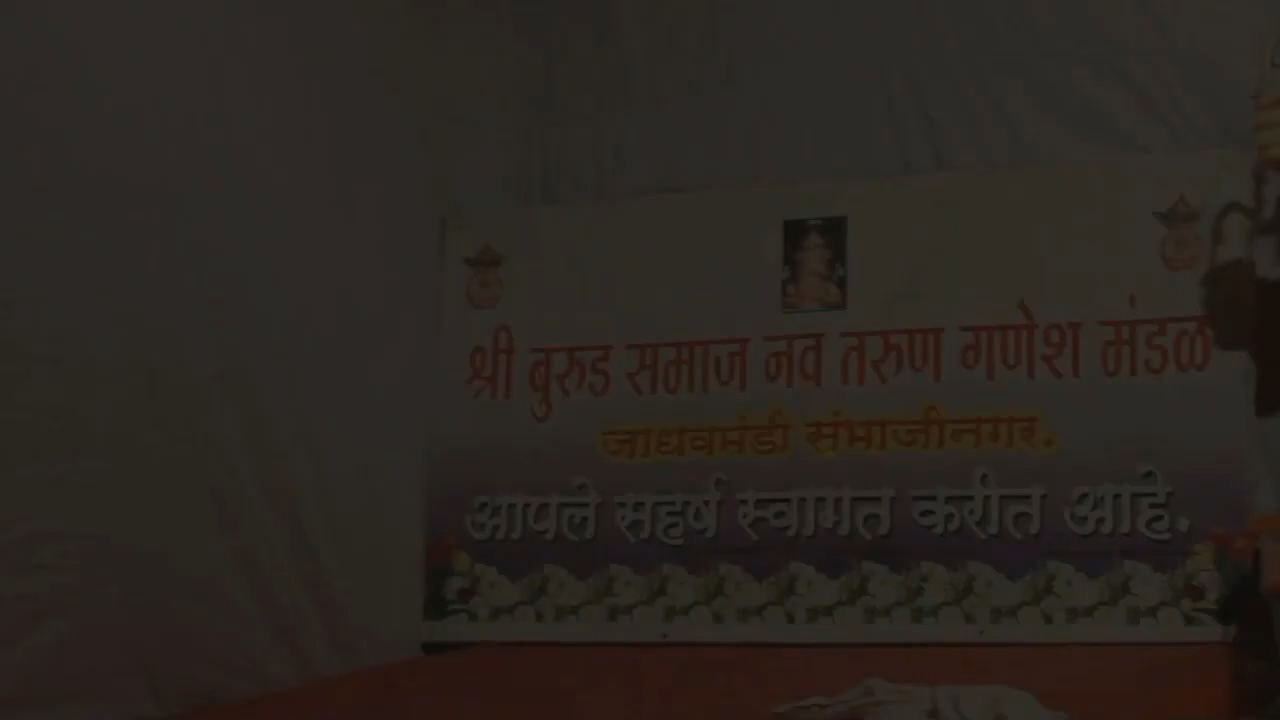 श्री बुरुड समाज नव तरुण गणेश मंडळ
जाधवमंडी संभाजीनगर.
आपले सहर्ष स्वागत करीत आहे.